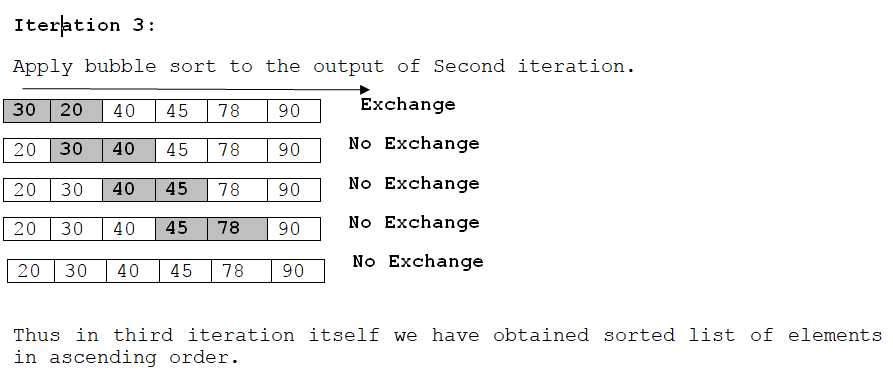 Iteration 3:
Apply bubble sort to the output of Second iteration.
30 20 40 45 78 90 Exchange
20 30 40 45 78 90 No Exchange
20 30 40 45 78 90 No Exchange
20 30 40 45 78 90 No Exchange
20 30 40 45 78 90 No Exchange
Thus in third iteration itself we have obtained sorted list of elements
in ascending order.